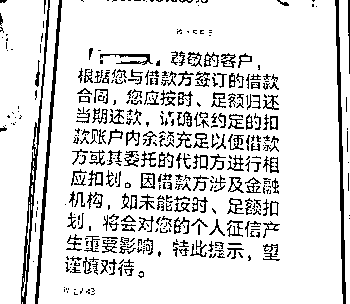 尊敬的客户，
根据您与借款方签订的借款
合同，您应按时、足额归还
当期还款，请确保约定的扣
款账户内余额充足以便借款
方或其委托的代扣方进行相
应扣划。因借款方涉及金融
机构，如未能按时、足额扣
划，将会对您的个人征信产
生重要影响，特此提示，望
谨慎对待。